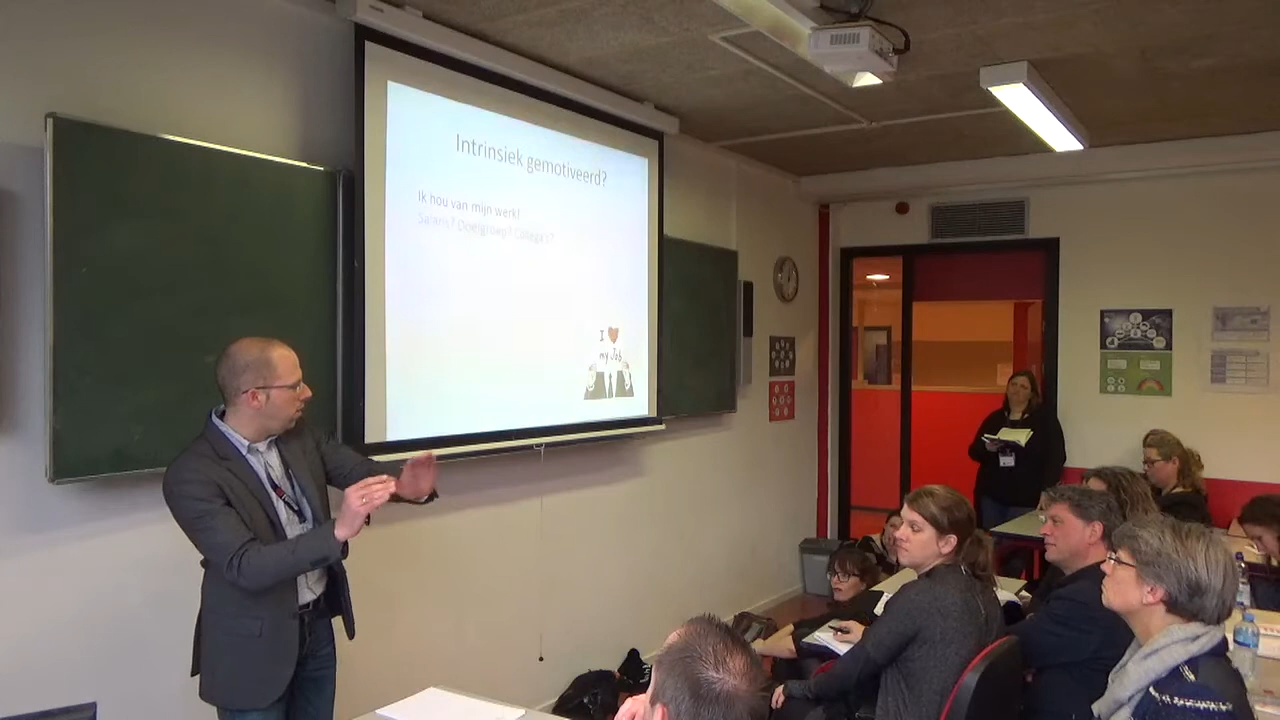 Intrinsiek gemotiveerd?
Ik hou van mijn werk!
Salaris? Doelgroep? Collega's?
I
my Job